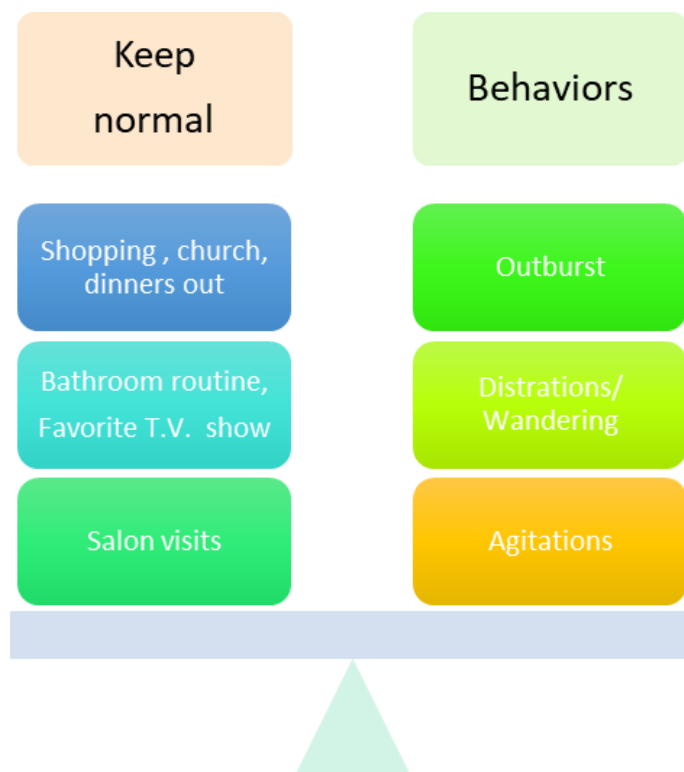 Keep
normal
Behaviors
Shopping , church,
dinners out
Outburst
Bathroom routine,
Favorite T.V. show
Distrations/
Wandering
Salon visits
Agitations